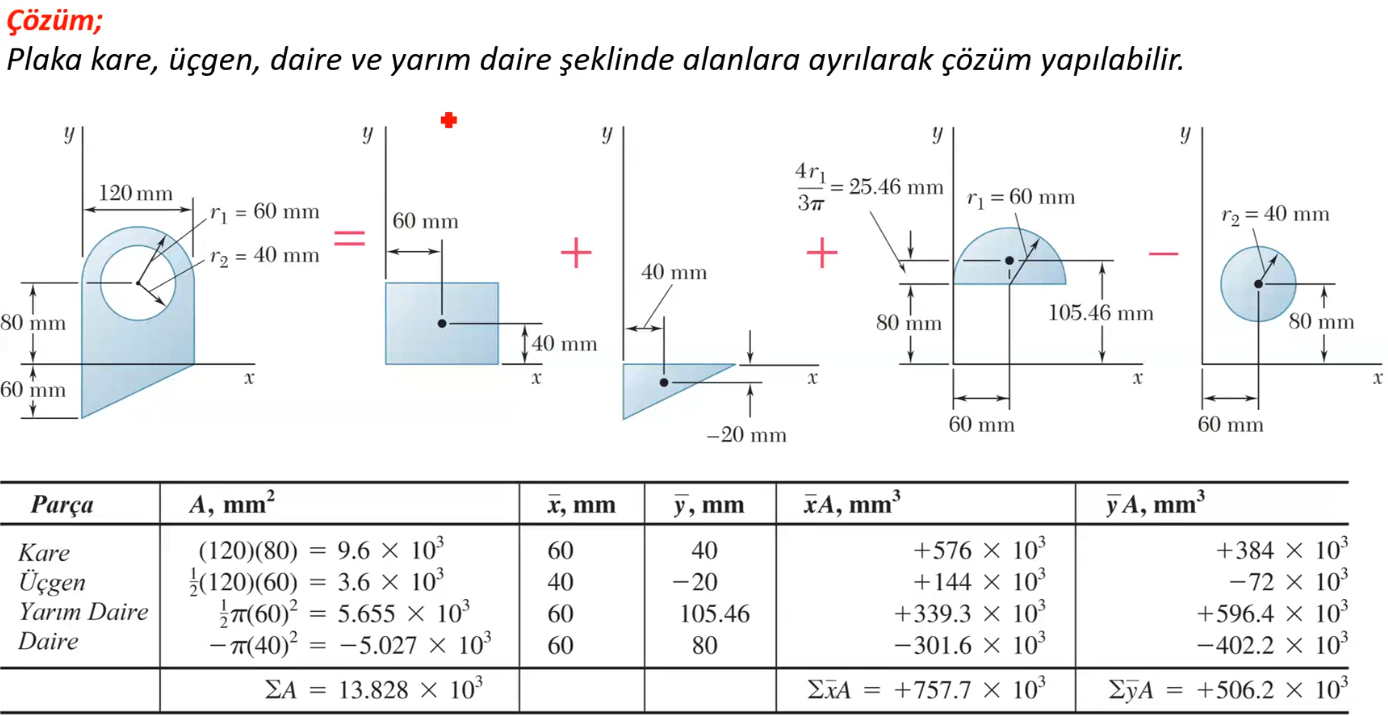 Çözüm;
Plaka kare, üçgen, daire ve yarım daire şeklinde alanlara ayrılarak çözüm yapılabilir.
y
120 mm
r₁ = 60 mm
r₂ = 40 mm
80 mm
60 mm
x
=
y
60 mm
40 mm
x
+
y
40 mm
−20 mm
x
+
4r₁/3π = 25.46 mm
y
r₁ = 60 mm
80 mm
105.46 mm
x
60 mm
−
y
r₂ = 40 mm
80 mm
x
60 mm
Parça A, mm² x̄, mm ȳ, mm x̄A, mm³ ȳA, mm³
Kare (120)(80) = 9.6 × 10³ 60 40 +576 × 10³ +384 × 10³
Üçgen ½(120)(60) = 3.6 × 10³ 40 −20 +144 × 10³ −72 × 10³
Yarım Daire ½π(60)² = 5.655 × 10³ 60 105.46 +339.3 × 10³ +596.4 × 10³
Daire −π(40)² = −5.027 × 10³ 60 80 −301.6 × 10³ −402.2 × 10³
ΣA = 13.828 × 10³ Σx̄A = +757.7 × 10³ ΣȳA = +506.2 × 10³